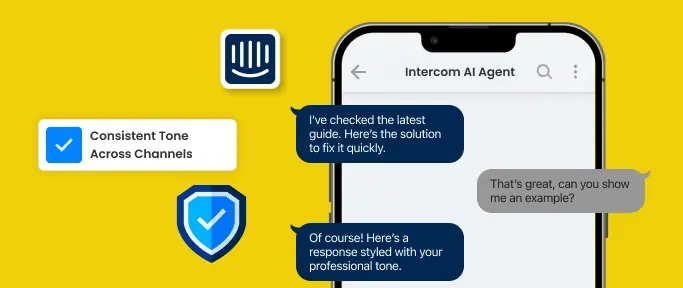 Intercom AI Agent
I've checked the latest
guide. Here's the solution
to fix it quickly.
Consistent Tone
Across Channels
That's great, can you show
me an example?
Of course! Here's a
response styled with your
professional tone.